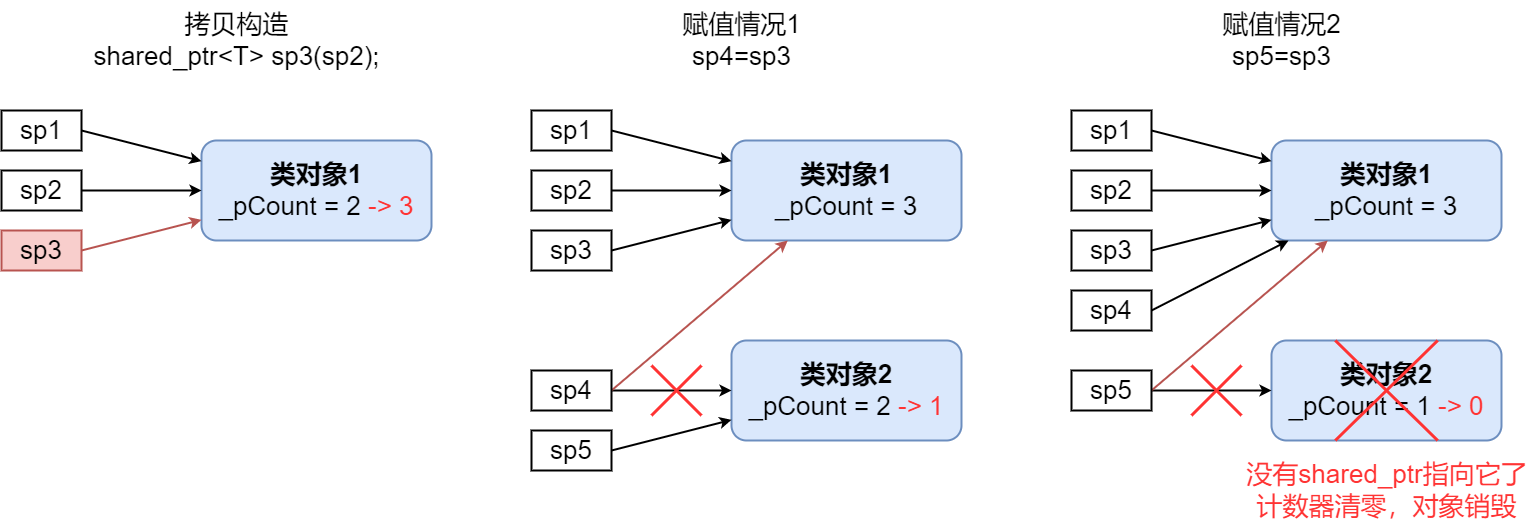 拷贝构造
shared_ptr<T> sp3(sp2);
sp1
sp2
sp3
类对象1
_pCount = 2 -> 3
赋值情况1
sp4=sp3
sp1
sp2
sp3
类对象1
_pCount = 3
sp4
sp5
类对象2
_pCount = 2 -> 1
赋值情况2
sp5=sp3
sp1
sp2
sp3
sp4
类对象1
_pCount = 3
sp5
类对象2
_pCount = 1 -> 0
没有shared_ptr指向它了
计数器清零，对象销毁